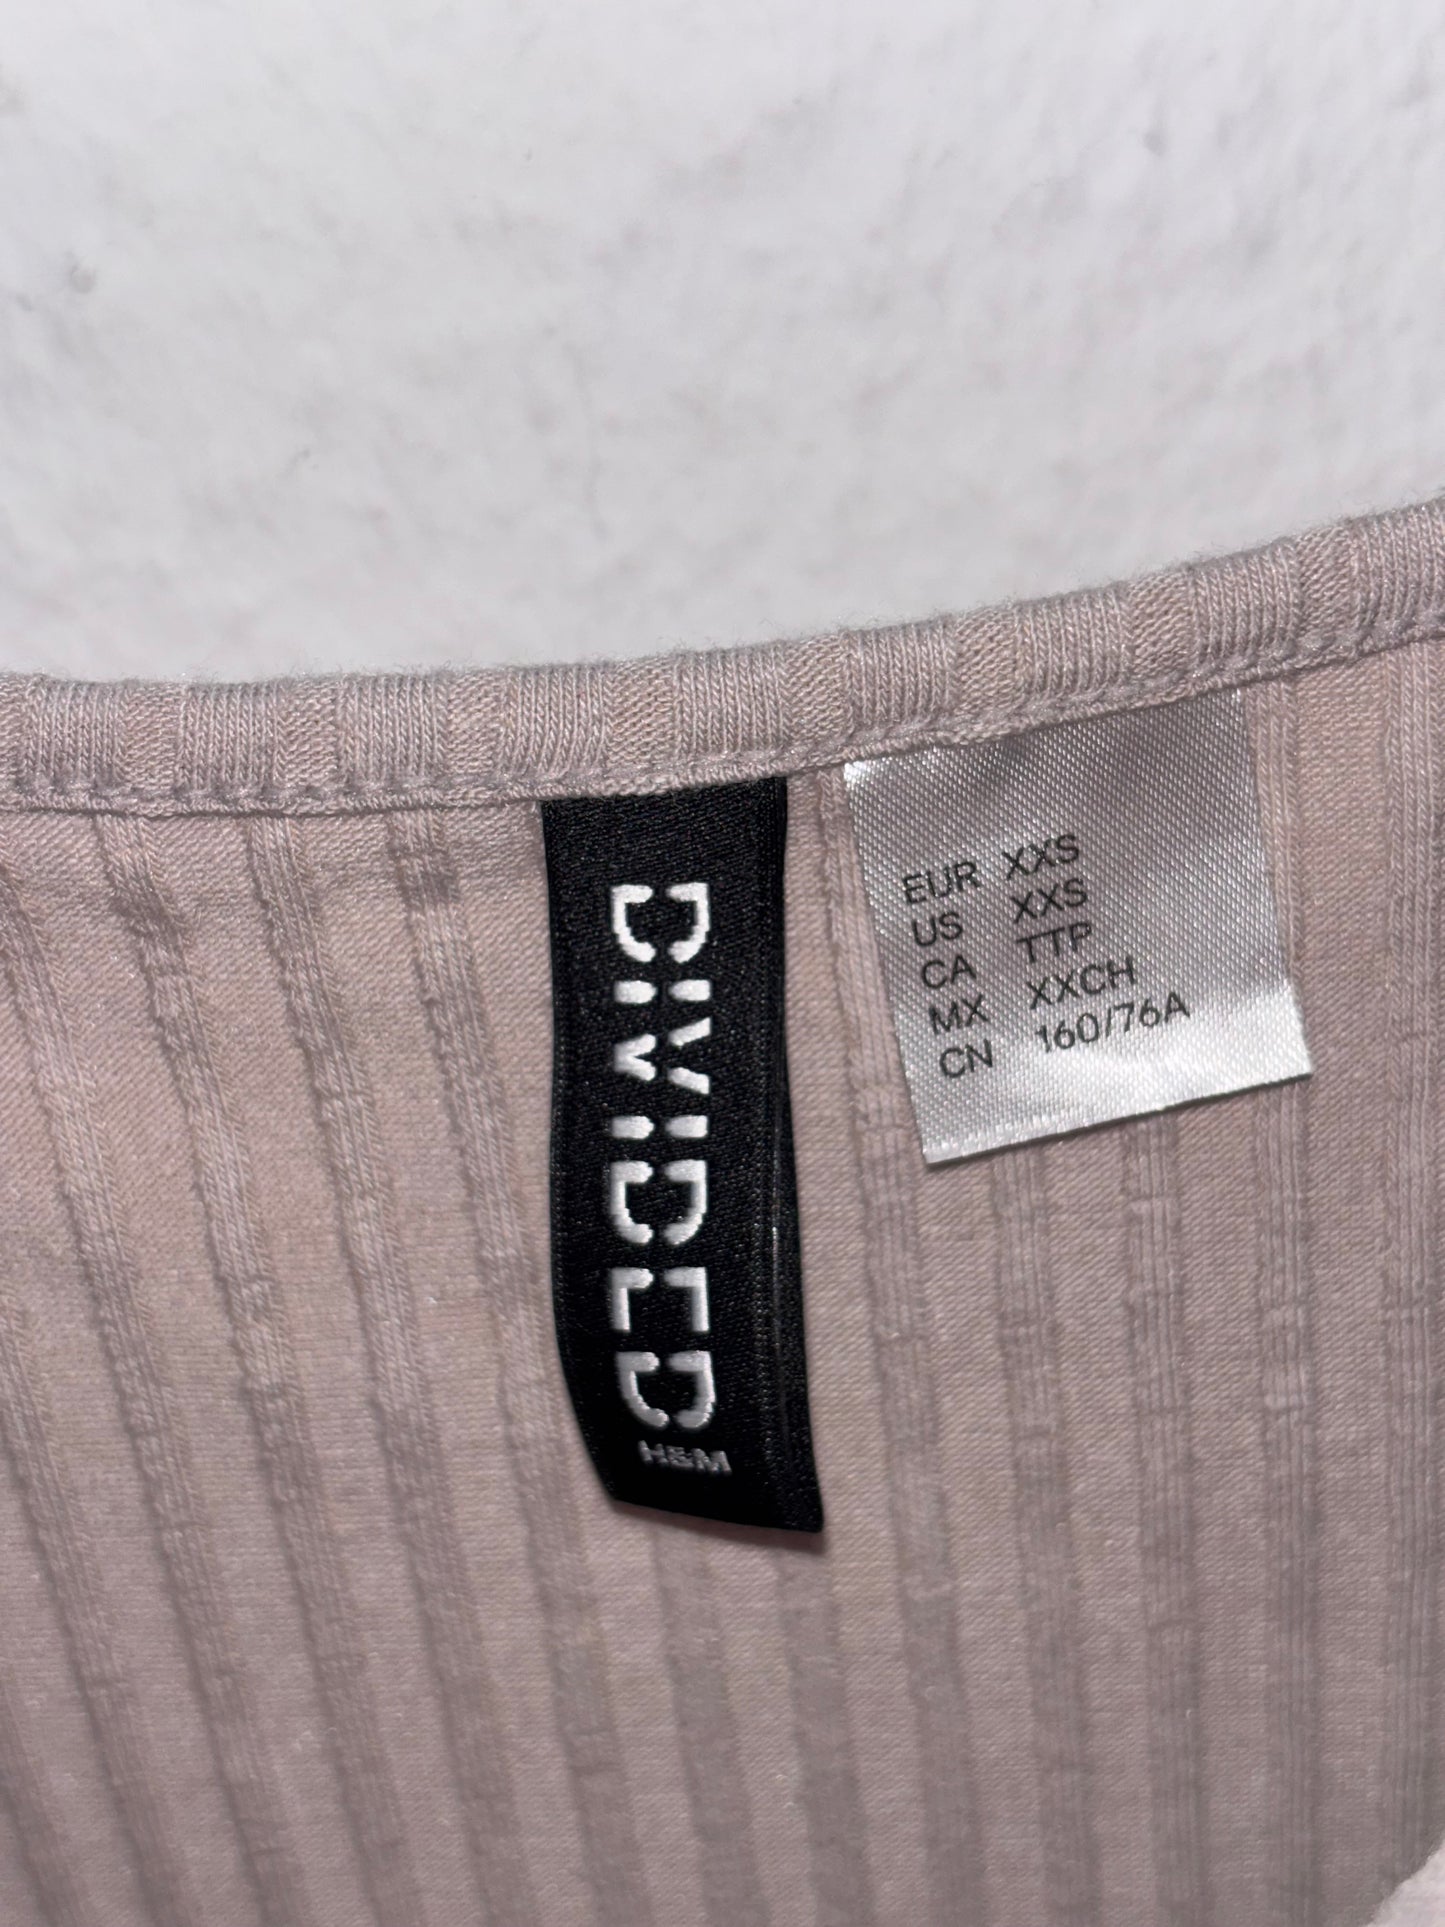 DIVIDED
H&M
EUR XXS
US XXS
CA TTP
MX XXCH
CN 160/76A